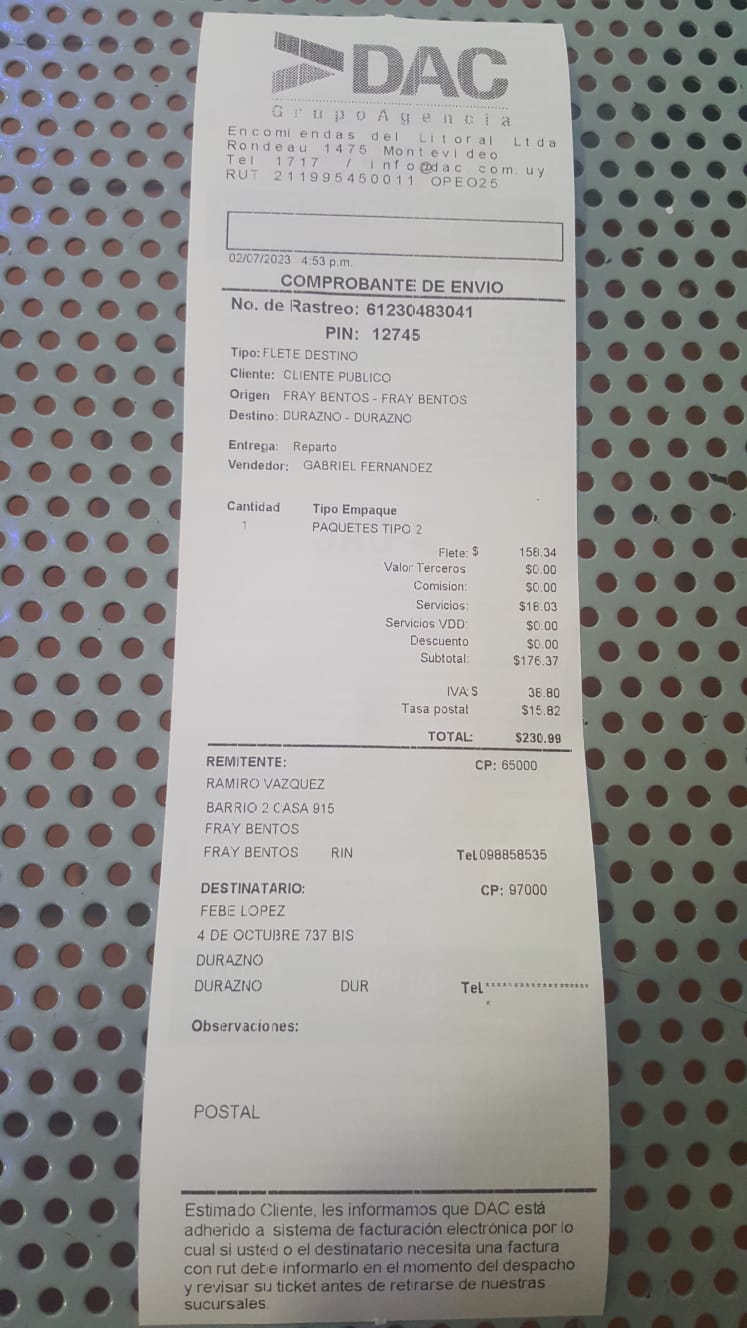 DAC
GrupoAgencia
Encomiendas del Litoral Ltda
Rondeau 1475 Montevideo
Tel 1717 / info@dac.com.uy
RUT 211995450011 OPE025
02/07/2023 4:53 p.m.
COMPROBANTE DE ENVIO
No. de Rastreo: 61230483041
PIN: 12745
Tipo: FLETE DESTINO
Cliente: CLIENTE PUBLICO
Origen FRAY BENTOS - FRAY BENTOS
Destino: DURAZNO - DURAZNO
Entrega: Reparto
Vendedor: GABRIEL FERNANDEZ
Cantidad Tipo Empaque
1 PAQUETES TIPO 2
Flete: $ 158.34
Valor Terceros $0.00
Comision: $0.00
Servicios: $18.03
Servicios VDD: $0.00
Descuento $0.00
Subtotal: $176.37
IVA $ 38.80
Tasa postal $15.82
TOTAL: $230.99
REMITENTE: CP: 65000
RAMIRO VAZQUEZ
BARRIO 2 CASA 915
FRAY BENTOS
FRAY BENTOS RIN Tel.098858535
DESTINATARIO: CP: 97000
FEBE LOPEZ
4 DE OCTUBRE 737 BIS
DURAZNO
DURAZNO DUR Tel.********************
*
Observaciones:
POSTAL
Estimado Cliente, les informamos que DAC está
adherido a sistema de facturación electrónica por lo
cual si usted o el destinatario necesita una factura
con rut debe informarlo en el momento del despacho
y revisar su ticket antes de retirarse de nuestras
sucursales.